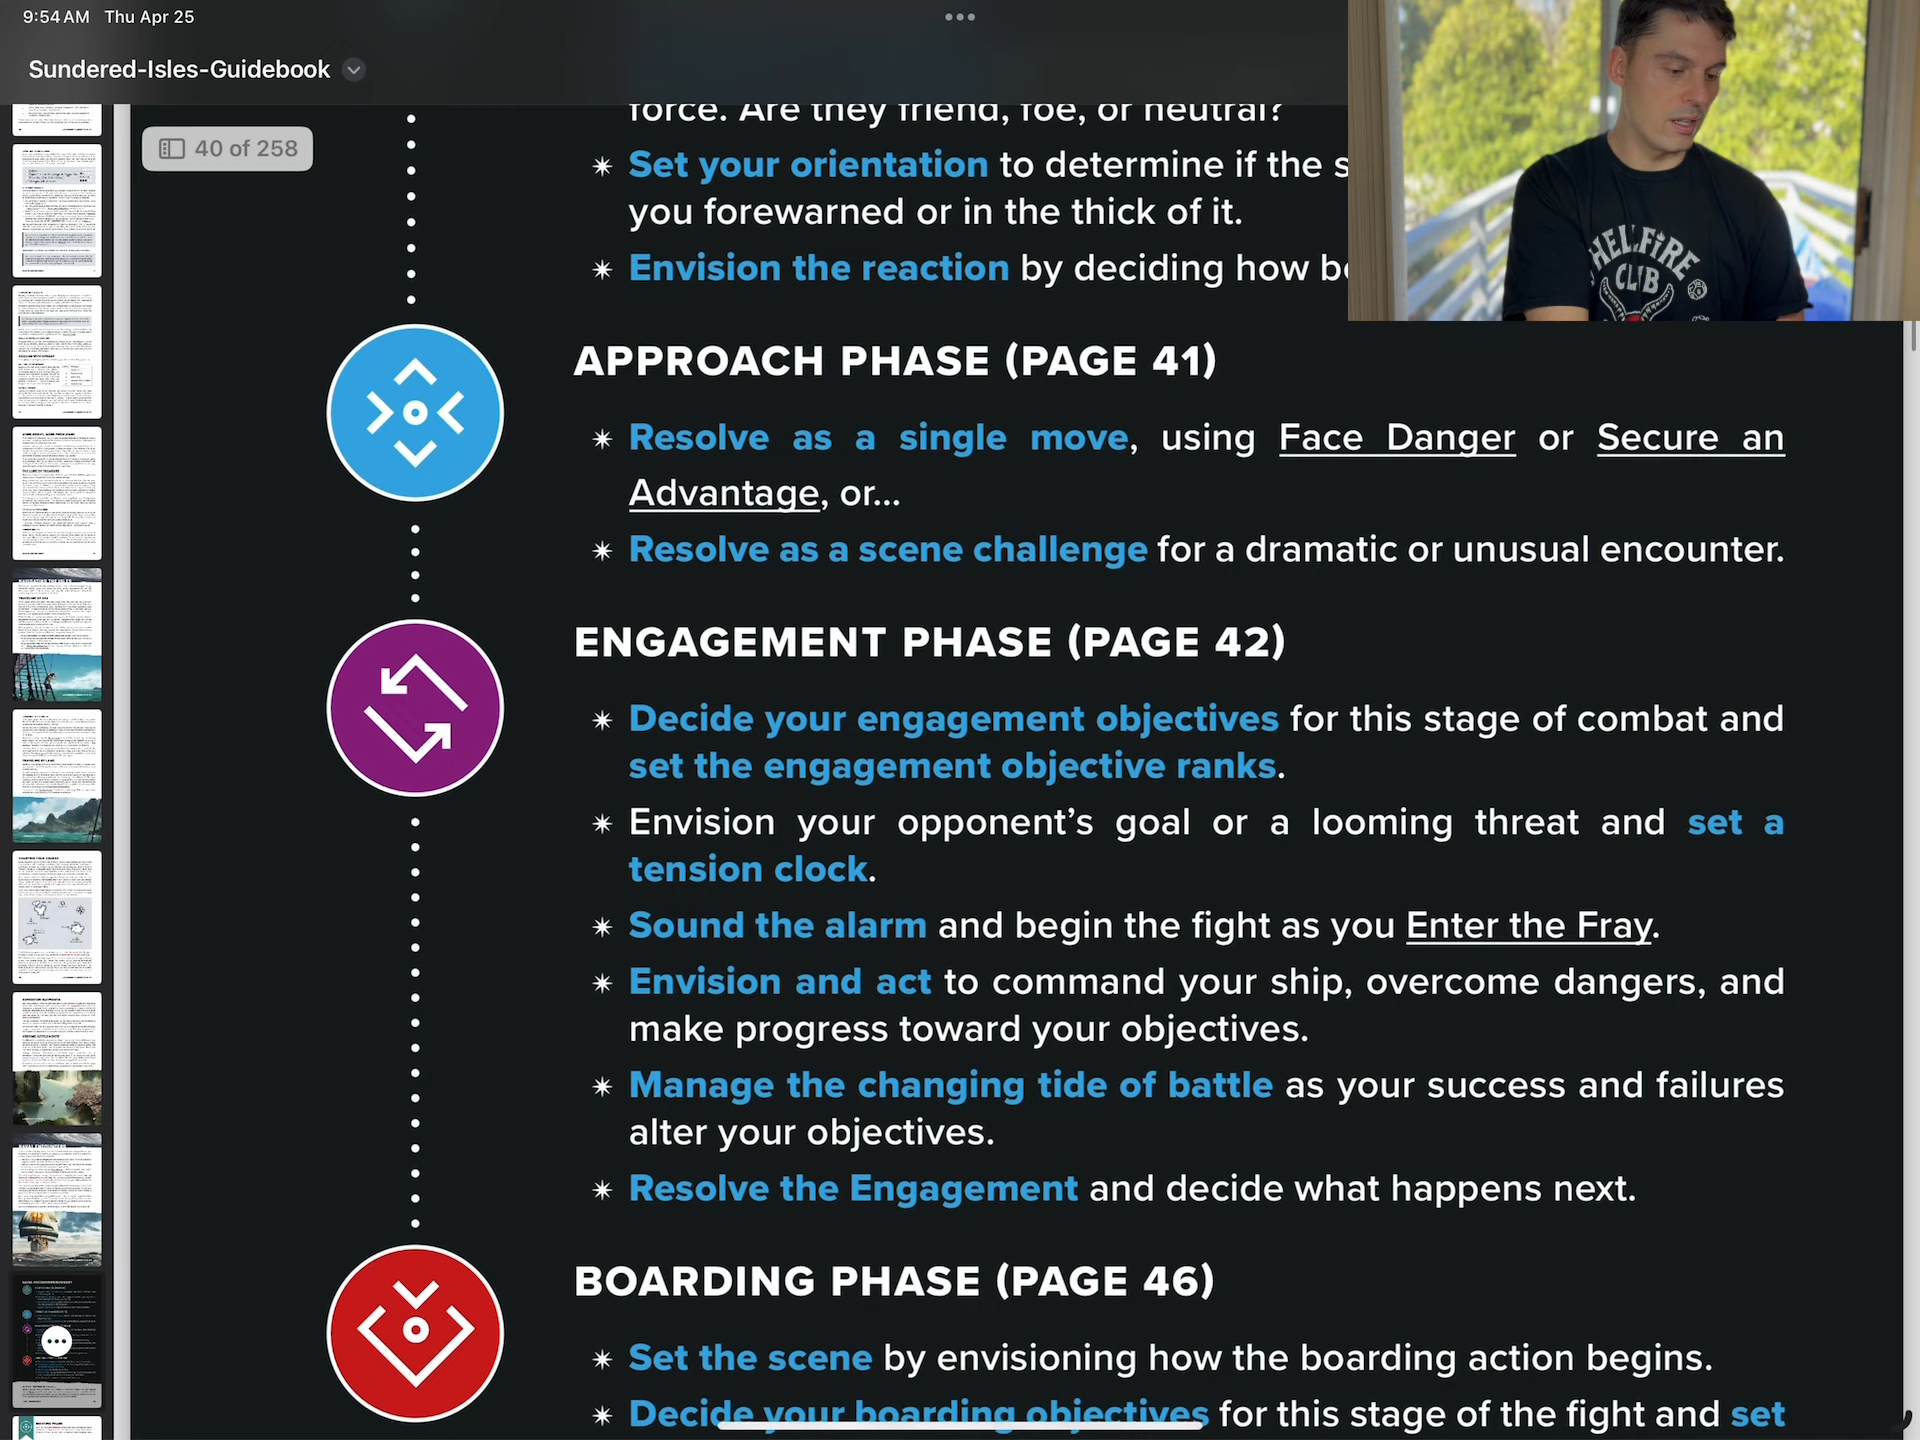 9:54 AM Thu Apr 25
Sundered-Isles-Guidebook
40 of 258
force. Are they friend, foe, or neutral?
Set your orientation to determine if the s
you forewarned or in the thick of it.
Envision the reaction by deciding how
HELLFIRE
CLUB
APPROACH PHASE (PAGE 41)
Resolve as a single move, using Face Danger or Secure an
Advantage, or...
Resolve as a scene challenge for a dramatic or unusual encounter.
ENGAGEMENT PHASE (PAGE 42)
Decide your engagement objectives for this stage of combat and
set the engagement objective ranks.
Envision your opponent’s goal or a looming threat and set a
tension clock.
Sound the alarm and begin the fight as you Enter the Fray.
Envision and act to command your ship, overcome dangers, and
make progress toward your objectives.
Manage the changing tide of battle as your success and failures
alter your objectives.
Resolve the Engagement and decide what happens next.
BOARDING PHASE (PAGE 46)
Set the scene by envisioning how the boarding action begins.
Decide your boarding objectives for this stage of the fight and set